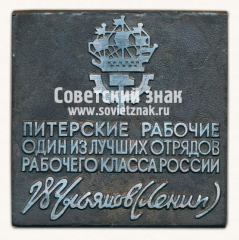 Советский знак
www.sovietznak.ru
ПИТЕРСКИЕ РАБОЧИЕ
ОДИН ИЗ ЛУЧШИХ ОТРЯДОВ
РАБОЧЕГО КЛАССА РОССИИ
В Ульянов (Ленин)